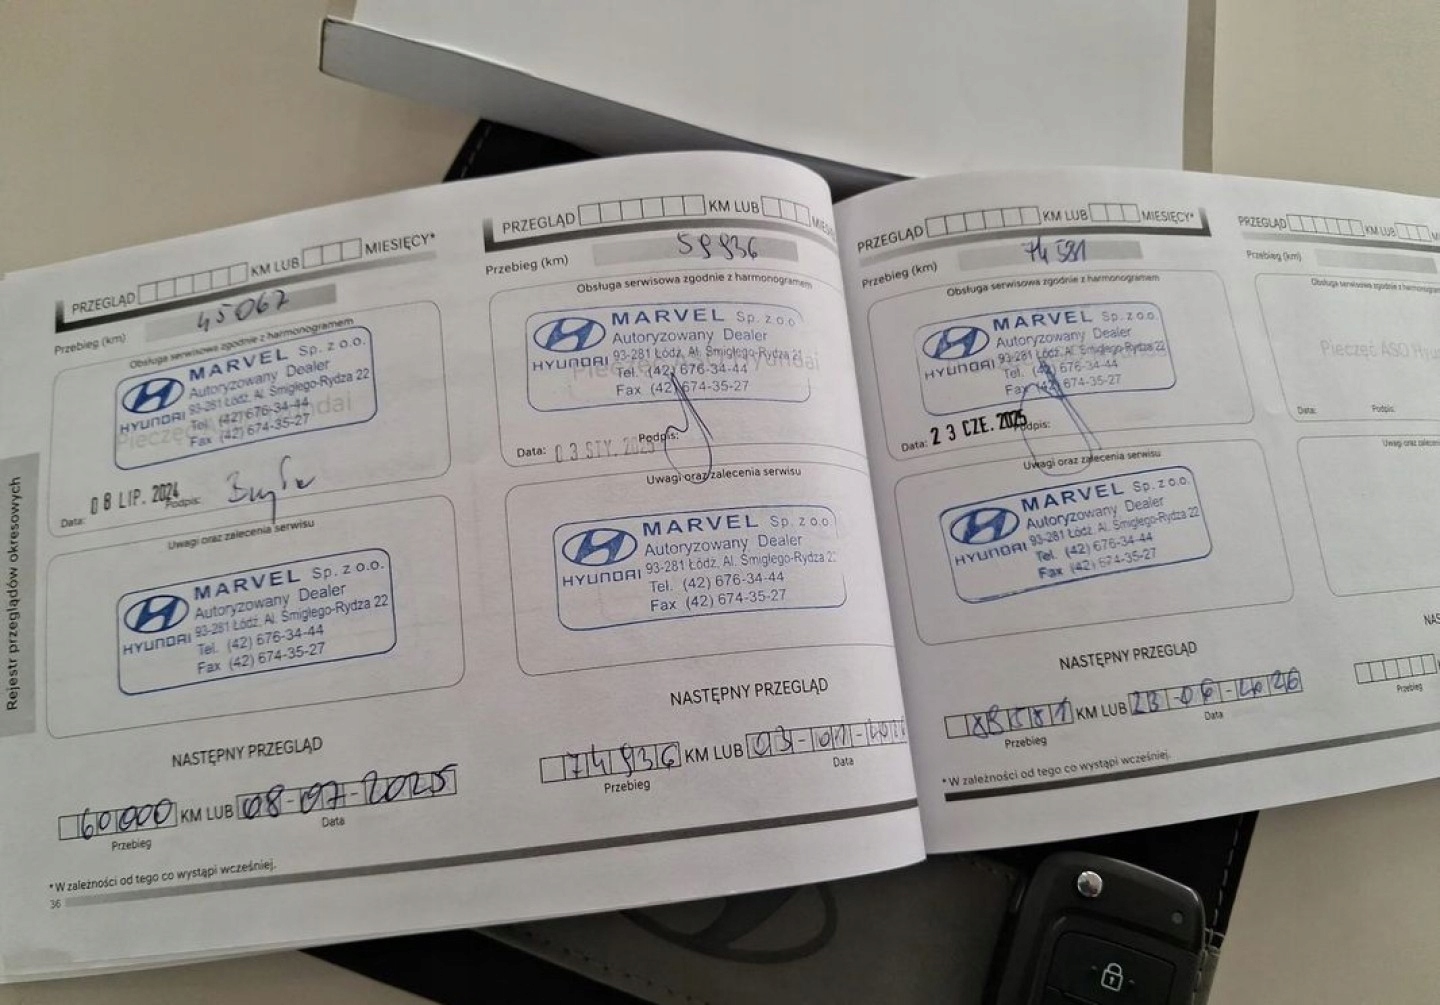 Rejestr przeglądów okresowych
PRZEGLĄD KM LUB MIESIĘCY*
Przebieg (km) 45067
Obsługa serwisowa zgodnie z harmonogramem
MARVEL Sp. z o.o.
Autoryzowany Dealer
HYUNDAI 93-281 Łódź, Al. Śmigłego-Rydza 22
Tel. (42) 676-34-44
Fax (42) 674-35-27
Data: 08 LIP. 2024 Podpis:
Uwagi oraz zalecenia serwisu
MARVEL Sp. z o.o.
Autoryzowany Dealer
HYUNDAI 93-281 Łódź, Al. Śmigłego-Rydza 22
Tel. (42) 676-34-44
Fax (42) 674-35-27
NASTĘPNY PRZEGLĄD
60000 KM LUB 08-07-2025
Przebieg Data
*W zależności od tego co wystąpi wcześniej.
36
PRZEGLĄD KM LUB
Przebieg (km) 59936
Obsługa serwisowa zgodnie z harmonogramem
MARVEL Sp. z o.o
Autoryzowany Dealer
HYUNDAI 93-281 Łódź, Al. Śmigłego-Rydza
Tel. (42) 676-34-44
Fax (42) 674-35-27
Data: 03 STY. Podpis:
Uwagi oraz zalecenia serwisu
MARVEL Sp. z o.o
Autoryzowany Dealer
HYUNDAI 93-281 Łódź, Al. Śmigłego-Rydza
Tel. (42) 676-34-44
Fax (42) 674-35-27
NASTĘPNY PRZEGLĄD
74936 KM LUB 03-01-
Przebieg Data
PRZEGLĄD KM LUB MIESIĘCY*
Przebieg (km) 74581
Obsługa serwisowa zgodnie z harmonogramem
MARVEL Sp. z o.o.
Autoryzowany Dealer
HYUNDAI 93-281 Łódź, Al. Śmigłego-Rydza 22
Tel. (42) 676-34-44
Fax (42) 674-35-27
Data: 23 CZE. 2025 Podpis:
Uwagi oraz zalecenia serwisu
MARVEL Sp. z o.o.
Autoryzowany Dealer
HYUNDAI 93-281 Łódź, Al. Śmigłego-Rydza 22
Tel. (42) 676-34-44
Fax (42) 674-35-27
NASTĘPNY PRZEGLĄD
KM LUB 23-06-2026
Przebieg Data
*W zależności od tego co wystąpi wcześniej.
PRZEGLĄD KM LUB
Przebieg (km)
Obsługa serwisowa zgodnie z
Pieczęć ASO
Data: Podpis:
Uwagi oraz
Przebieg